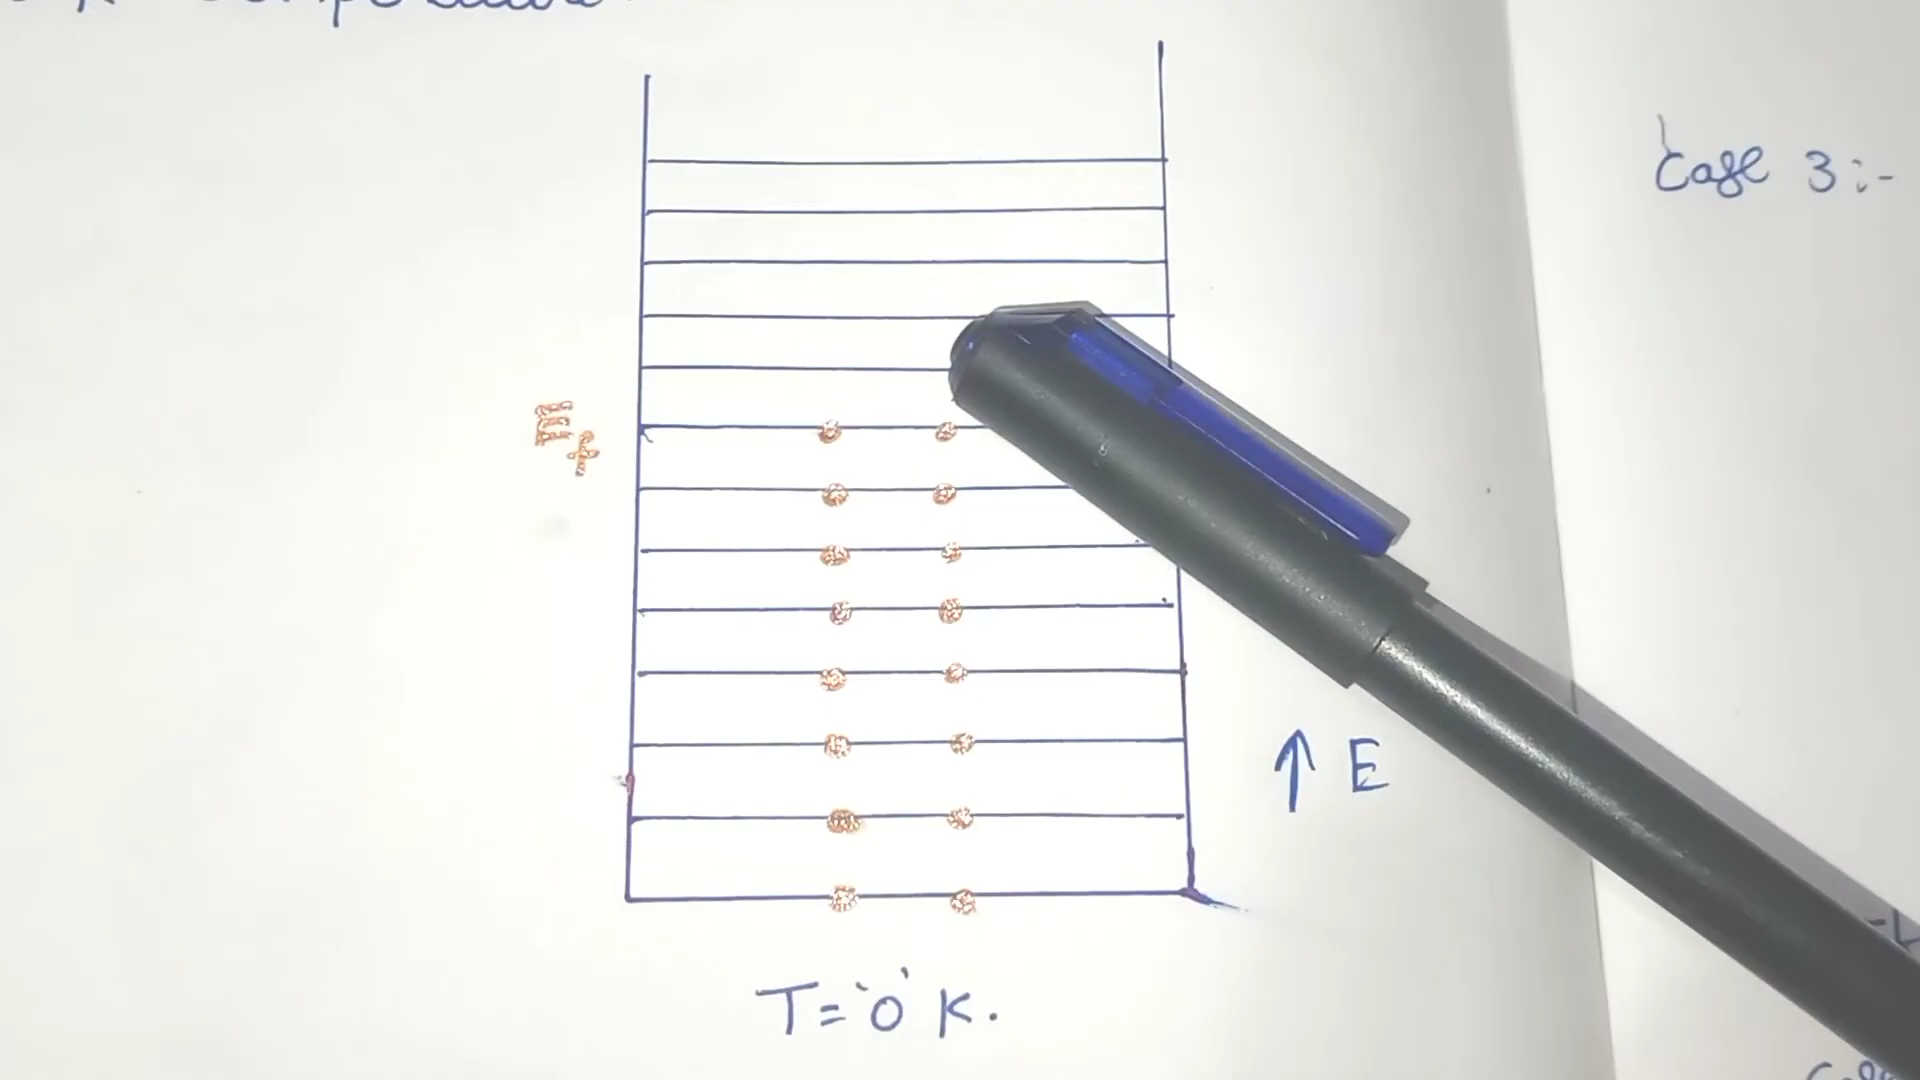 Case 3:-
Ef
↑ E
T = '0' K.